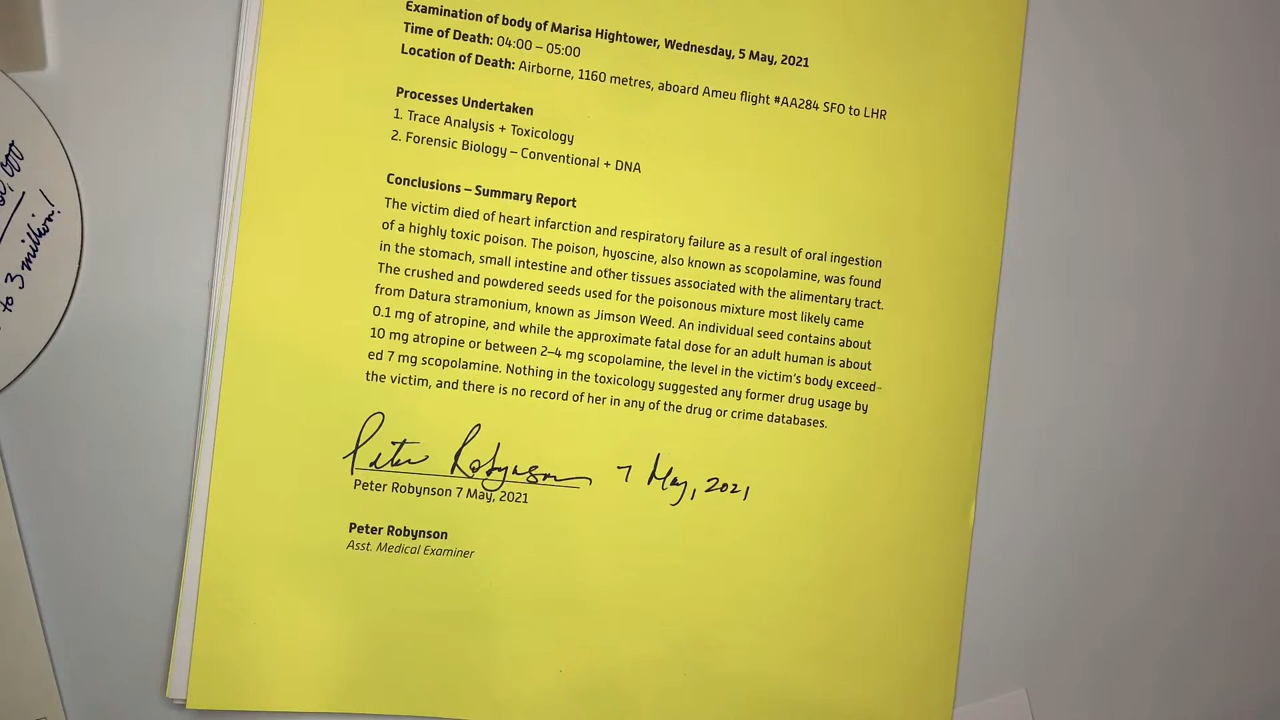 Examination of body of Marisa Hightower, Wednesday, 5 May, 2021
Time of Death: 04:00 – 05:00
Location of Death: Airborne, 1160 metres, aboard Ameu flight #AA284 SFO to LHR
Processes Undertaken
1. Trace Analysis + Toxicology
2. Forensic Biology – Conventional + DNA
Conclusions – Summary Report
The victim died of heart infarction and respiratory failure as a result of oral ingestion
of a highly toxic poison. The poison, hyoscine, also known as scopolamine, was found
in the stomach, small intestine and other tissues associated with the alimentary tract.
The crushed and powdered seeds used for the poisonous mixture most likely came
from Datura stramonium, known as Jimson Weed. An individual seed contains about
0.1 mg of atropine, and while the approximate fatal dose for an adult human is about
10 mg atropine or between 2–4 mg scopolamine, the level in the victim's body exceed-
ed 7 mg scopolamine. Nothing in the toxicology suggested any former drug usage by
the victim, and there is no record of her in any of the drug or crime databases.
Peter Robynson 7 May, 2021
Peter Robynson 7 May, 2021
Peter Robynson
Asst. Medical Examiner
to 3 million!